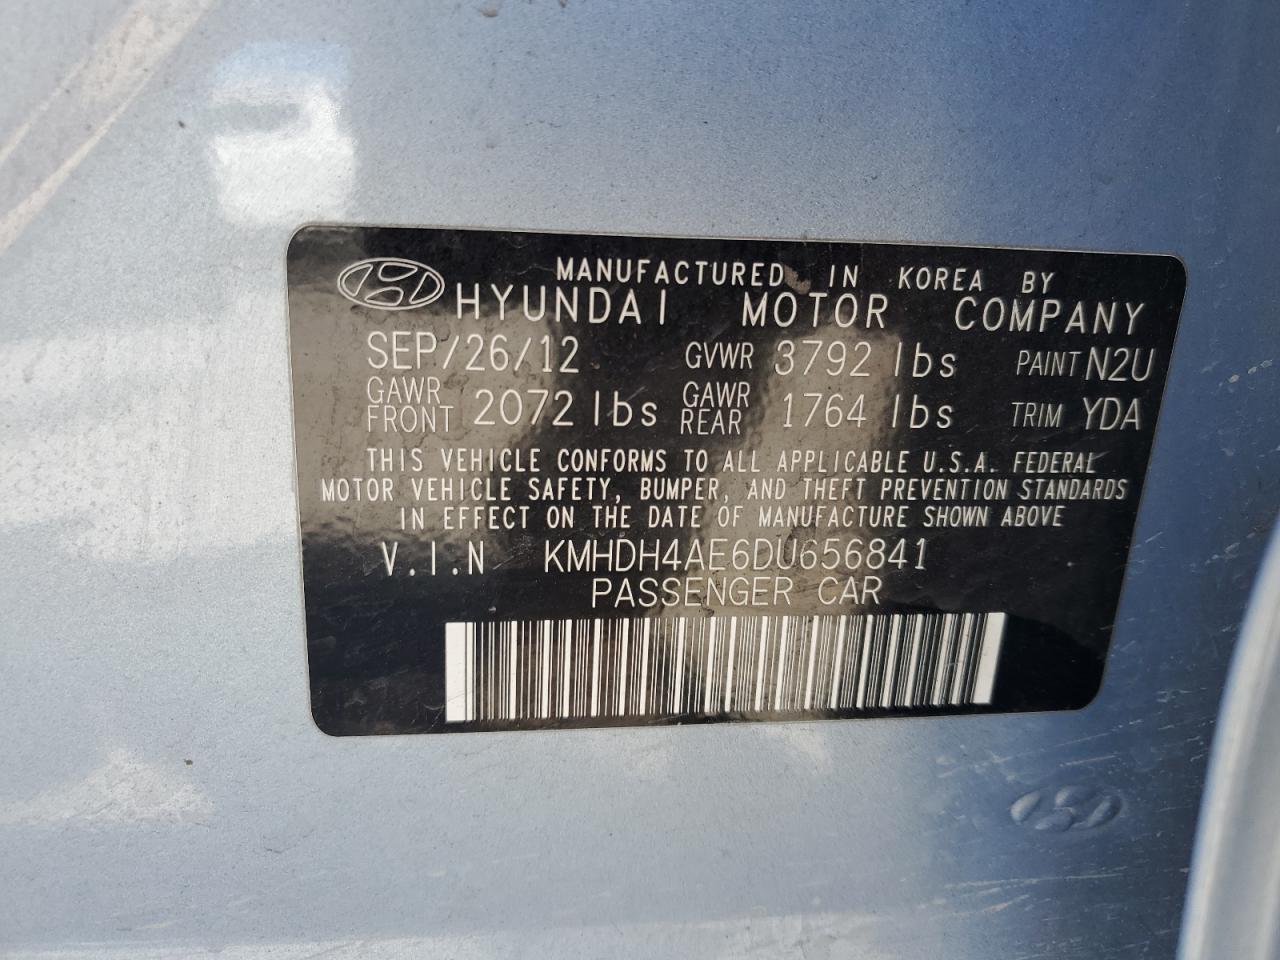 MANUFACTURED IN KOREA BY
HYUNDAI MOTOR COMPANY
SEP/26/12 GVWR 3792 lbs PAINT N2U
GAWR FRONT 2072 lbs GAWR REAR 1764 lbs TRIM YDA
THIS VEHICLE CONFORMS TO ALL APPLICABLE U.S.A. FEDERAL
MOTOR VEHICLE SAFETY, BUMPER, AND THEFT PREVENTION STANDARDS
IN EFFECT ON THE DATE OF MANUFACTURE SHOWN ABOVE
V.I.N KMHDH4AE6DU656841
PASSENGER CAR